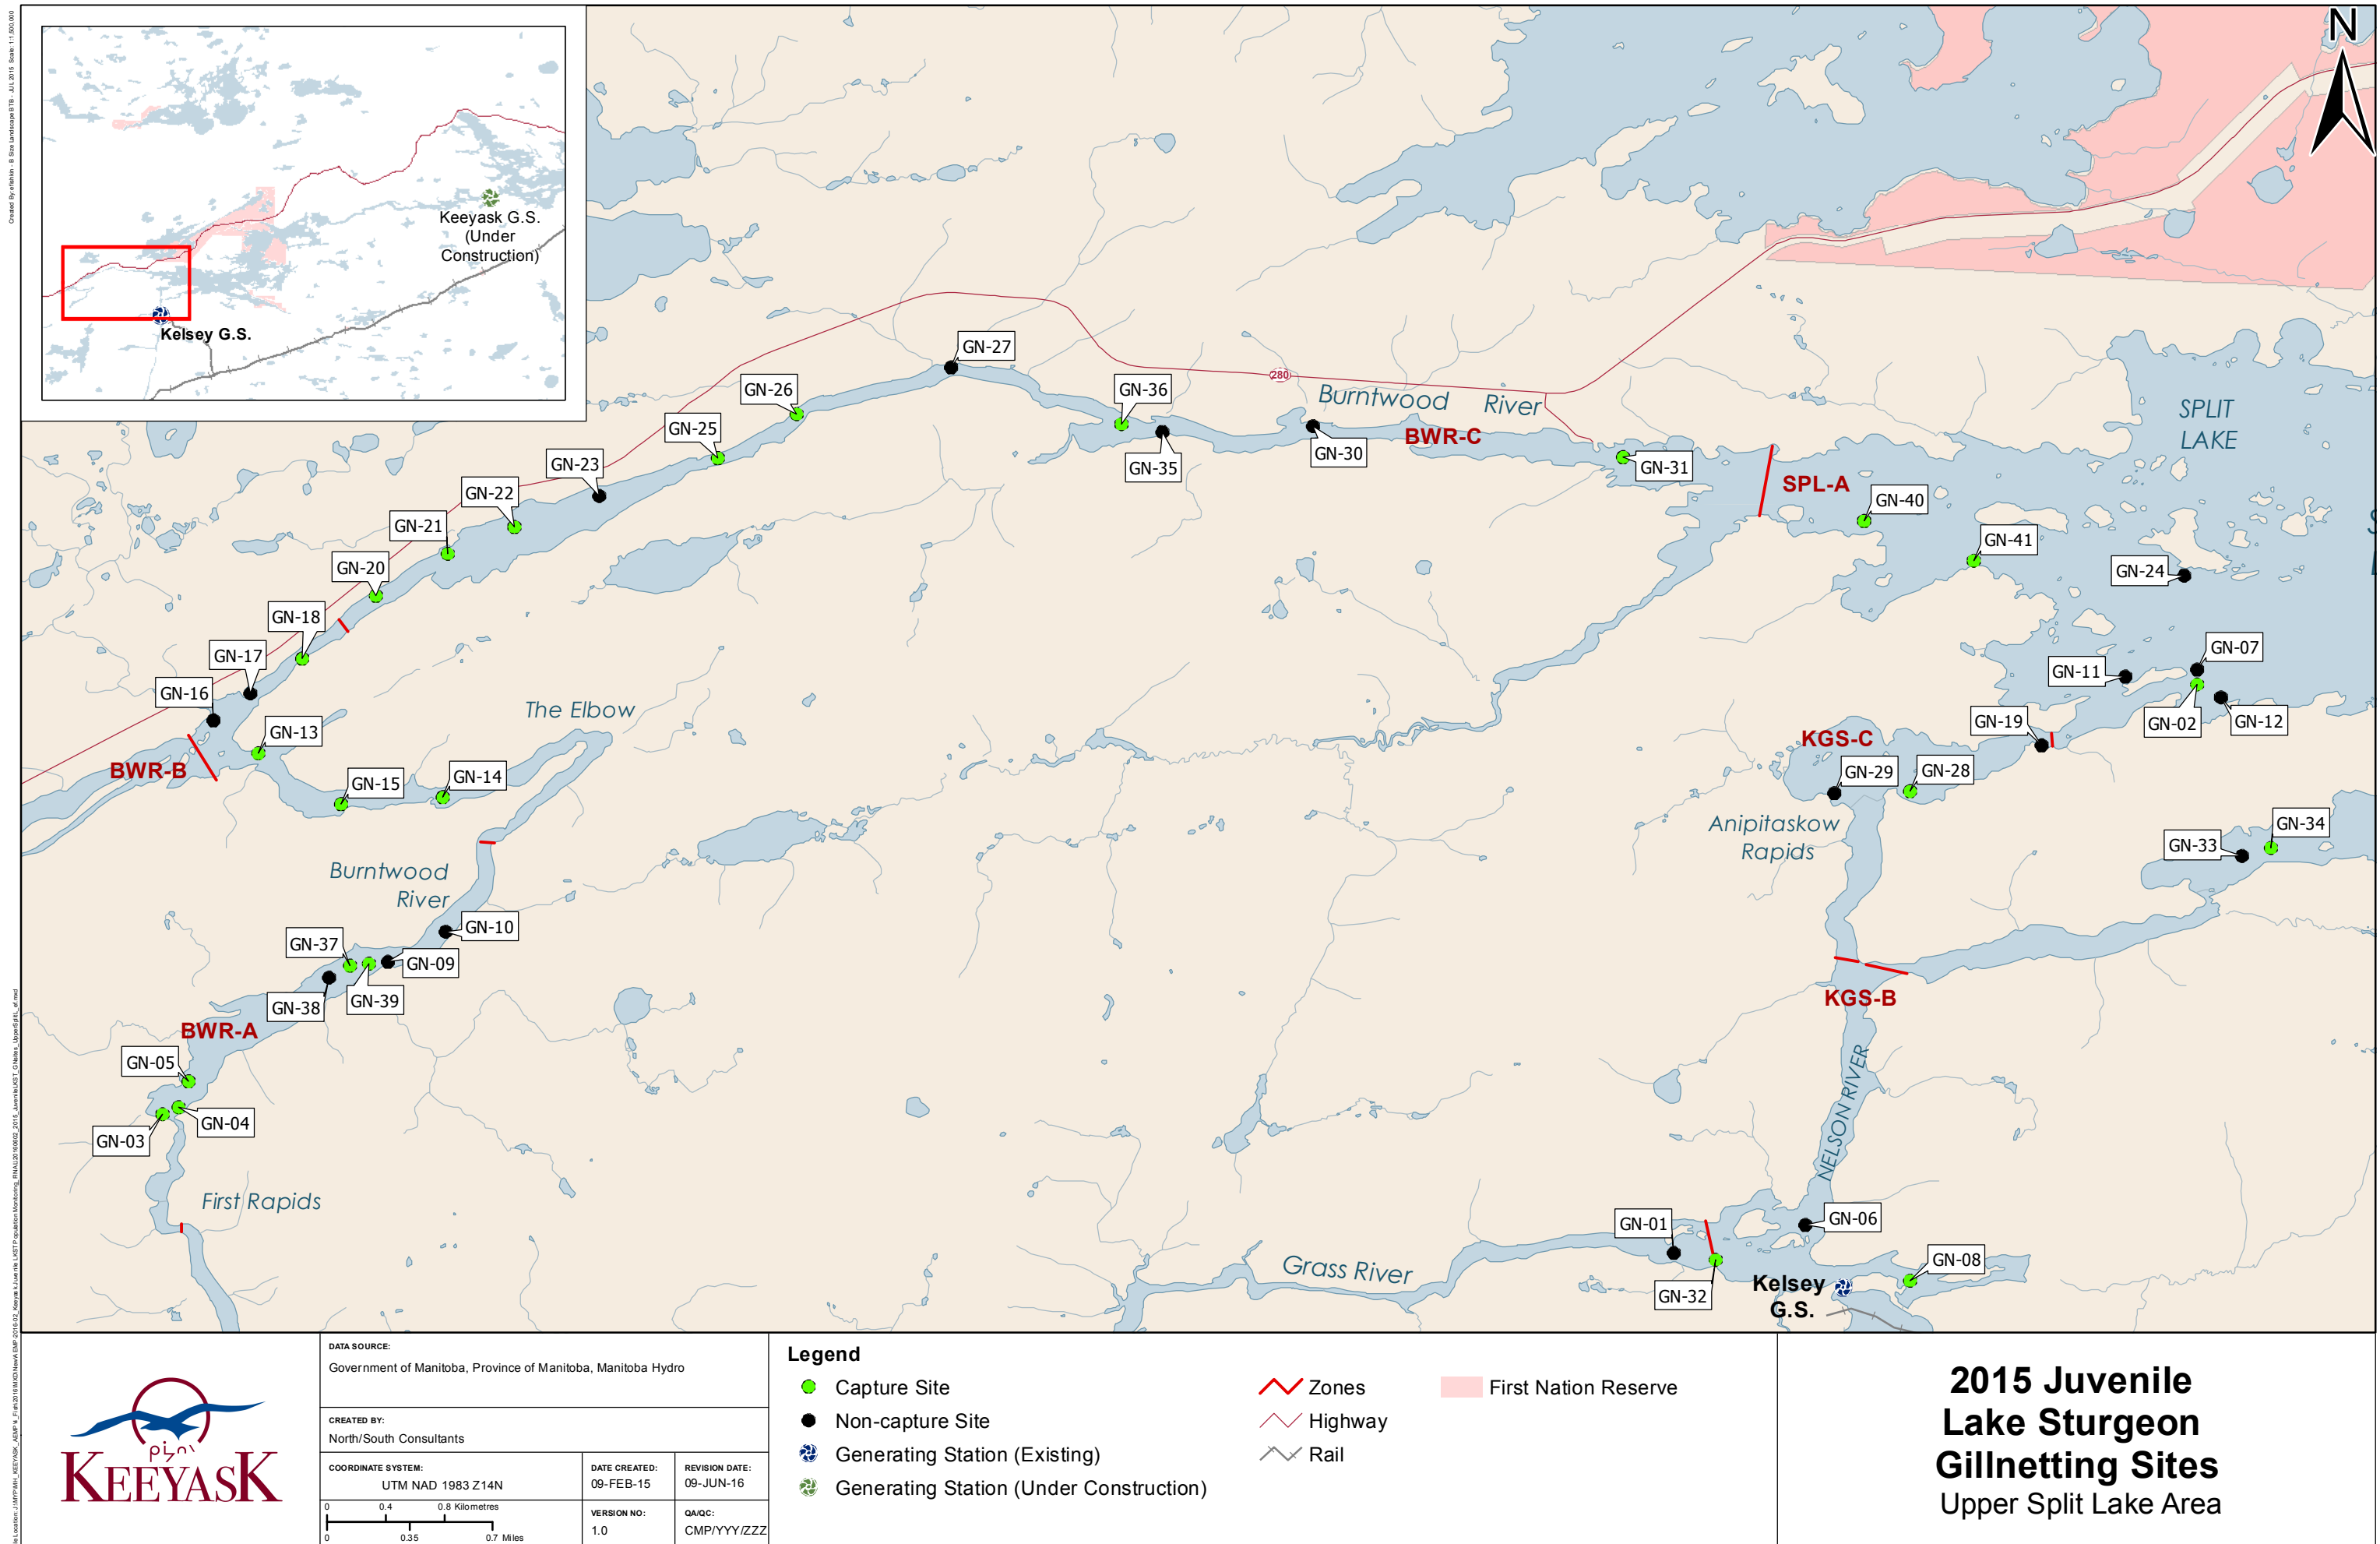 N
Keeyask G.S.
(Under
Construction)
Kelsey G.S.
GN-27
GN-26
GN-36
280
Burntwood River
BWR-C
GN-25
GN-35
GN-30
GN-31
SPLIT
LAKE
GN-23
GN-22
SPL-A
GN-40
GN-21
GN-41
GN-20
GN-24
GN-18
GN-17
GN-07
GN-11
GN-16
The Elbow
GN-02
GN-12
GN-13
GN-19
KGS-C
BWR-B
GN-15
GN-14
GN-29
GN-28
Anipitaskow
Rapids
GN-34
GN-33
Burntwood
River
GN-10
GN-37
GN-09
GN-38
GN-39
KGS-B
BWR-A
GN-05
NELSON RIVER
GN-04
GN-03
First Rapids
GN-01
GN-06
Grass River
GN-08
GN-32
Kelsey
G.S.
KEEYASK
DATA SOURCE:
Government of Manitoba, Province of Manitoba, Manitoba Hydro
CREATED BY:
North/South Consultants
COORDINATE SYSTEM:
UTM NAD 1983 Z14N
DATE CREATED:
09-FEB-15
REVISION DATE:
09-JUN-16
0 0.4 0.8 Kilometres
0 0.35 0.7 Miles
VERSION NO:
1.0
QA/QC:
CMP/YYY/ZZZ
Legend
Capture Site
Non-capture Site
Generating Station (Existing)
Generating Station (Under Construction)
Zones
Highway
Rail
First Nation Reserve
2015 Juvenile
Lake Sturgeon
Gillnetting Sites
Upper Split Lake Area